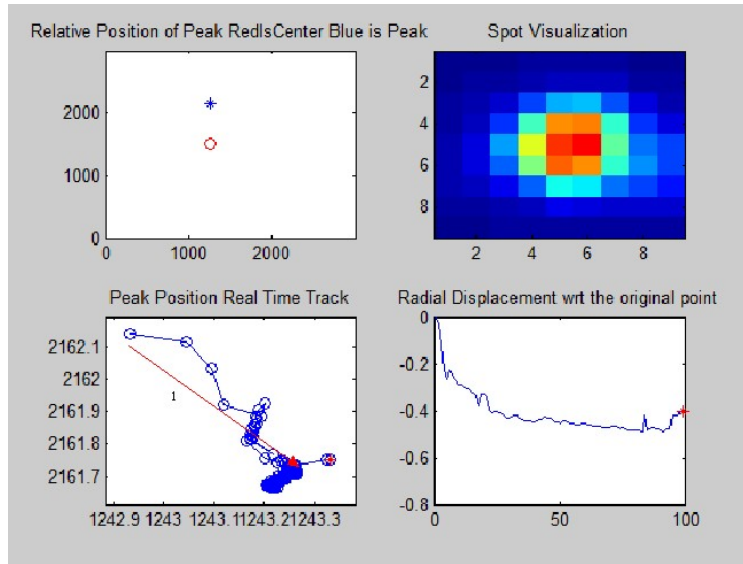 Relative Position of Peak RedIsCenter Blue is Peak
2000
1000
0
0 1000 2000
Spot Visualization
2
4
6
8
2 4 6 8
Peak Position Real Time Track
2162.1
2162
2161.9
2161.8
2161.7
1
1242.9 1243 1243.1 1243.2 1243.3
Radial Displacement wrt the original point
0
-0.2
-0.4
-0.6
-0.8
0 50 100